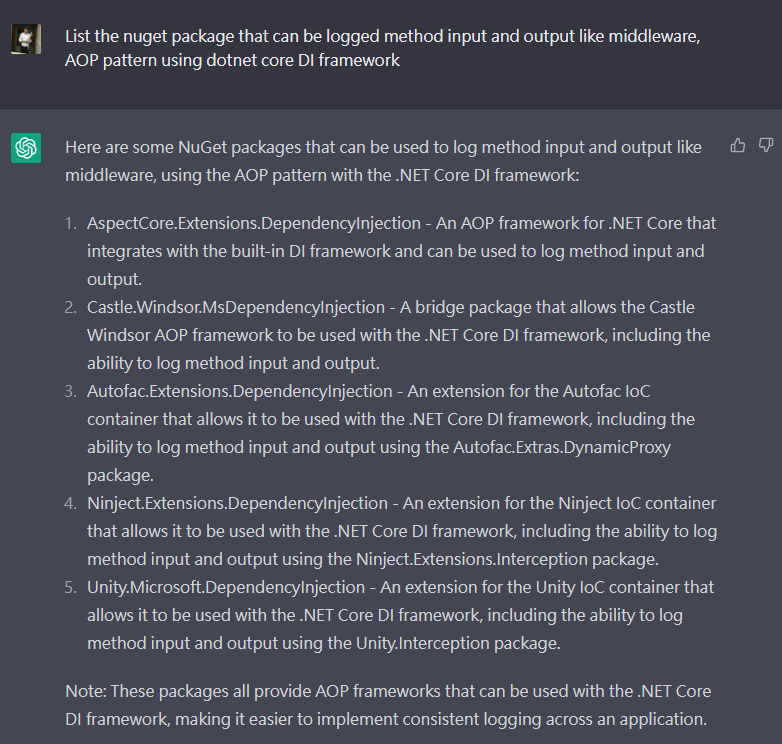 List the nuget package that can be logged method input and output like middleware,
AOP pattern using dotnet core DI framework
Here are some NuGet packages that can be used to log method input and output like
middleware, using the AOP pattern with the .NET Core DI framework:
1. AspectCore.Extensions.DependencyInjection - An AOP framework for .NET Core that
integrates with the built-in DI framework and can be used to log method input and
output.
2. Castle.Windsor.MsDependencyInjection - A bridge package that allows the Castle
Windsor AOP framework to be used with the .NET Core DI framework, including the
ability to log method input and output.
3. Autofac.Extensions.DependencyInjection - An extension for the Autofac IoC
container that allows it to be used with the .NET Core DI framework, including the
ability to log method input and output using the Autofac.Extras.DynamicProxy
package.
4. Ninject.Extensions.DependencyInjection - An extension for the Ninject IoC container
that allows it to be used with the .NET Core DI framework, including the ability to log
method input and output using the Ninject.Extensions.Interception package.
5. Unity.Microsoft.DependencyInjection - An extension for the Unity IoC container that
allows it to be used with the .NET Core DI framework, including the ability to log
method input and output using the Unity.Interception package.
Note: These packages all provide AOP frameworks that can be used with the .NET Core
DI framework, making it easier to implement consistent logging across an application.